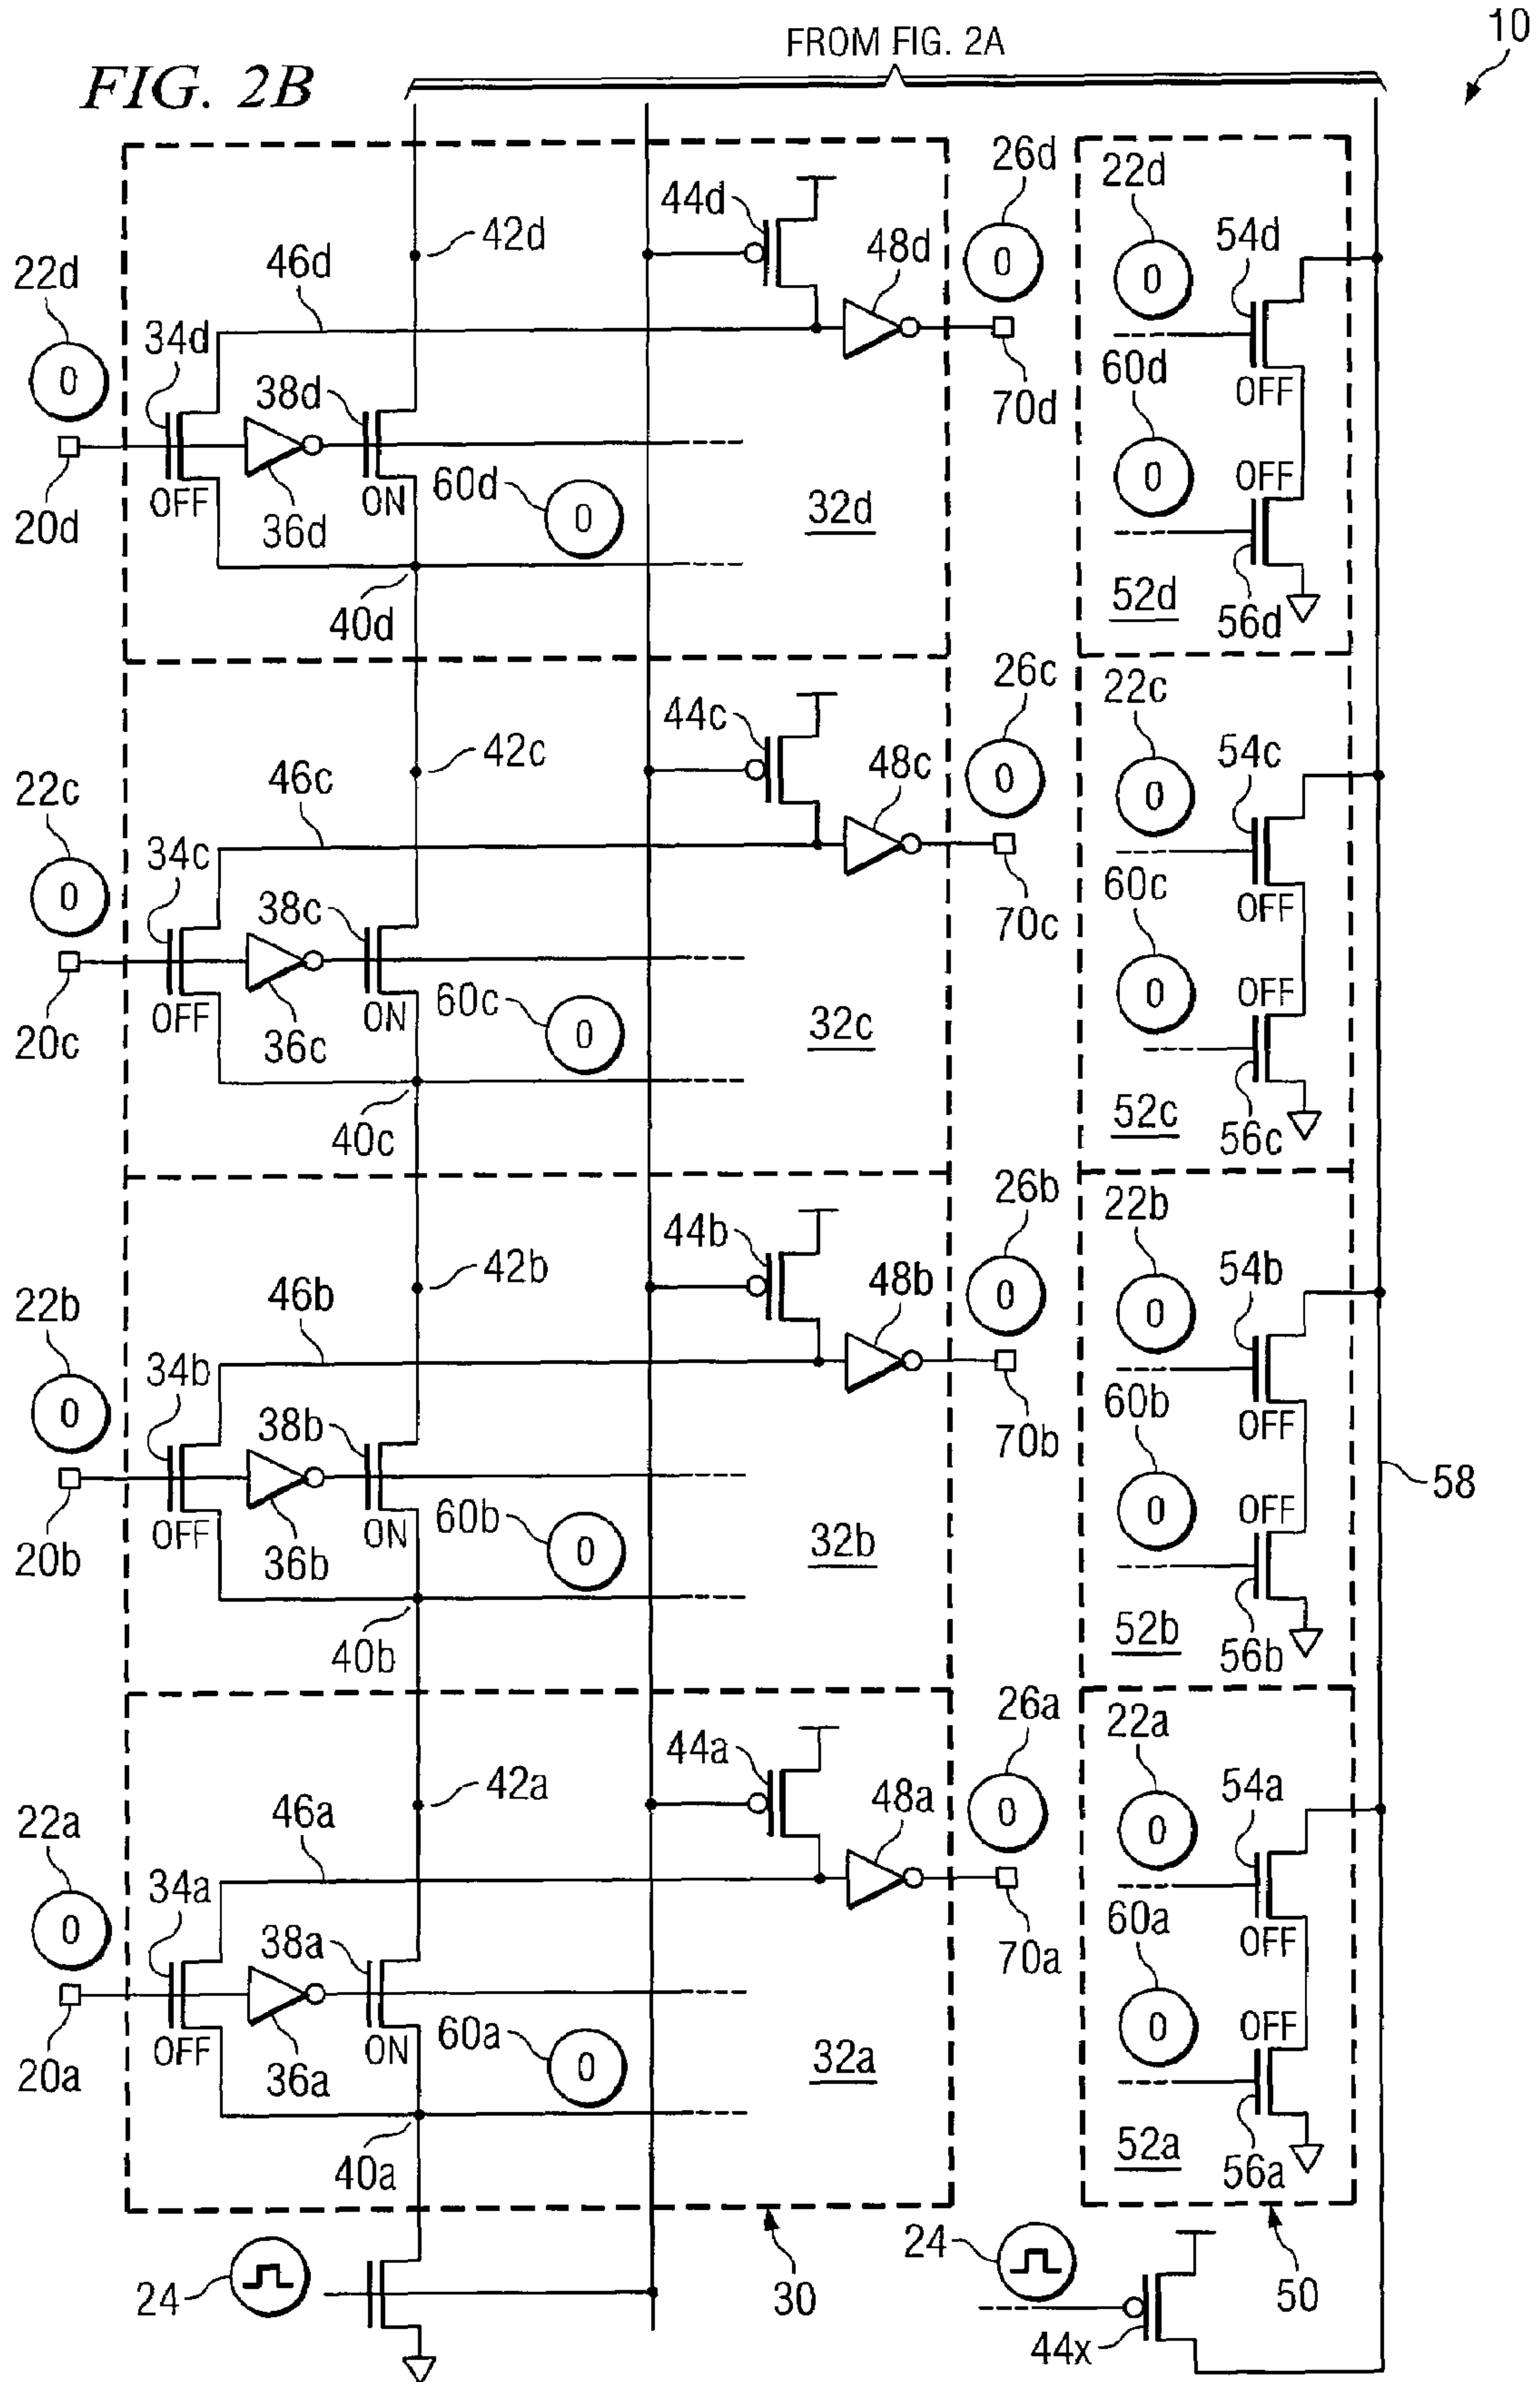 FROM FIG. 2A
10
FIG. 2B
26d
22d
44d
42d
54d
46d
48d
22d
0
0
34d
0
60d
38d
OFF
70d
60d
0
OFF
0
OFF
ON
32d
20d
36d
52d
56d
40d
26c
22c
44c
42c
54c
46c
48c
22c
0
0
34c
0
60c
38c
OFF
70c
60c
0
OFF
0
OFF
ON
32c
20c
36c
52c
56c
40c
26b
22b
44b
42b
54b
46b
48b
22b
0
0
34b
0
60b
38b
OFF
70b
58
60b
0
OFF
0
OFF
ON
32b
20b
36b
52b
56b
40b
26a
22a
44a
42a
54a
46a
48a
22a
0
0
34a
0
60a
38a
OFF
70a
60a
0
OFF
0
OFF
ON
32a
20a
36a
52a
56a
40a
24
24
30
50
44x